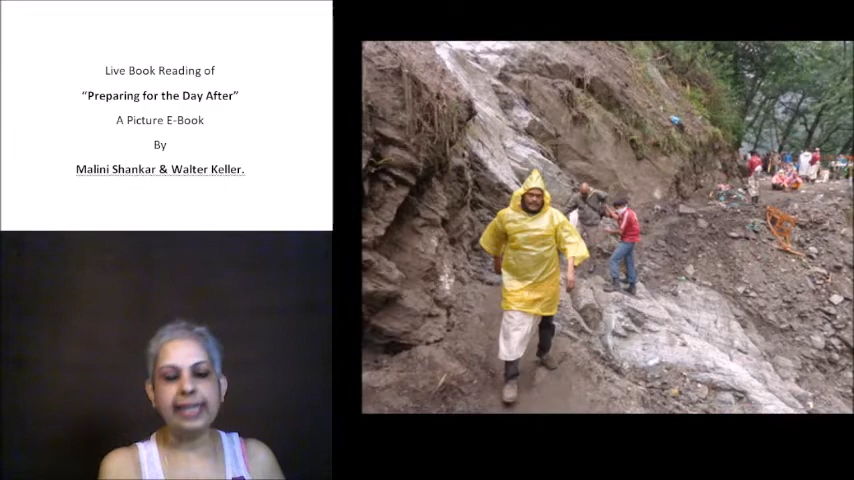 Live Book Reading of
“Preparing for the Day After”
A Picture E-Book
By
Malini Shankar & Walter Keller.